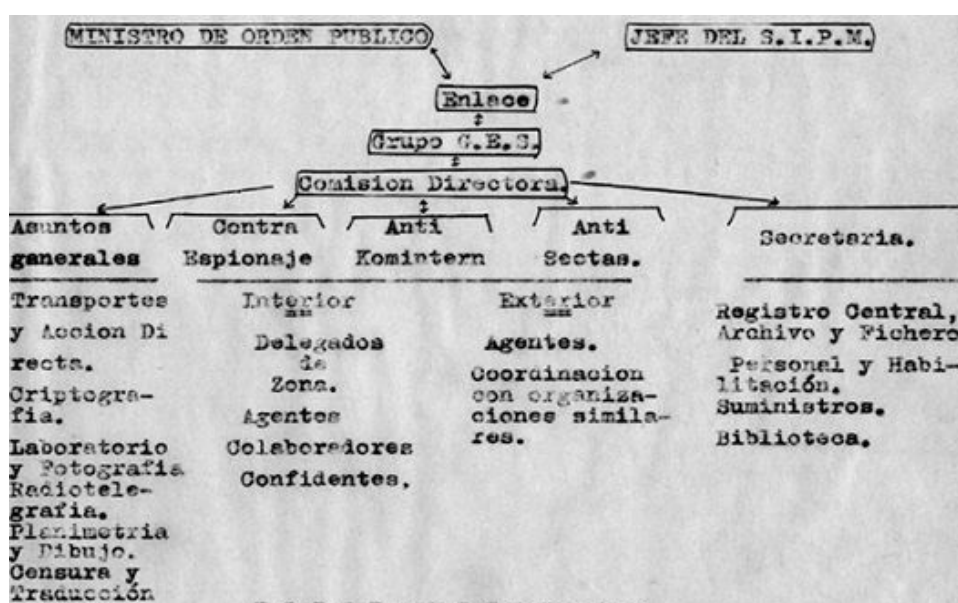 MINISTRO DE ORDEN PUBLICO
JEFE DEL S.I.P.M.
Enlace
Grupo C.E.S.
Comision Directora.
Asuntos
generales
Contra
Espionaje
Anti
Komintern
Anti
Sectas.
Secretaria.
Transportes
y Accion Di
recta.
Criptogra-
fia.
Laboratorio
y Fotografia
Radiotele-
grafia.
Planimetria
y Dibujo.
Censura y
Traducción
Interior
Delegados
de
Zona.
Agentes
Colaboradores
Confidentes.
Exterior
Agentes.
Coordinacion
con organiza-
ciones simila-
res.
Registro Central,
Archivo y Fichero
Personal y Habi-
litación.
Suministros.
Biblioteca.